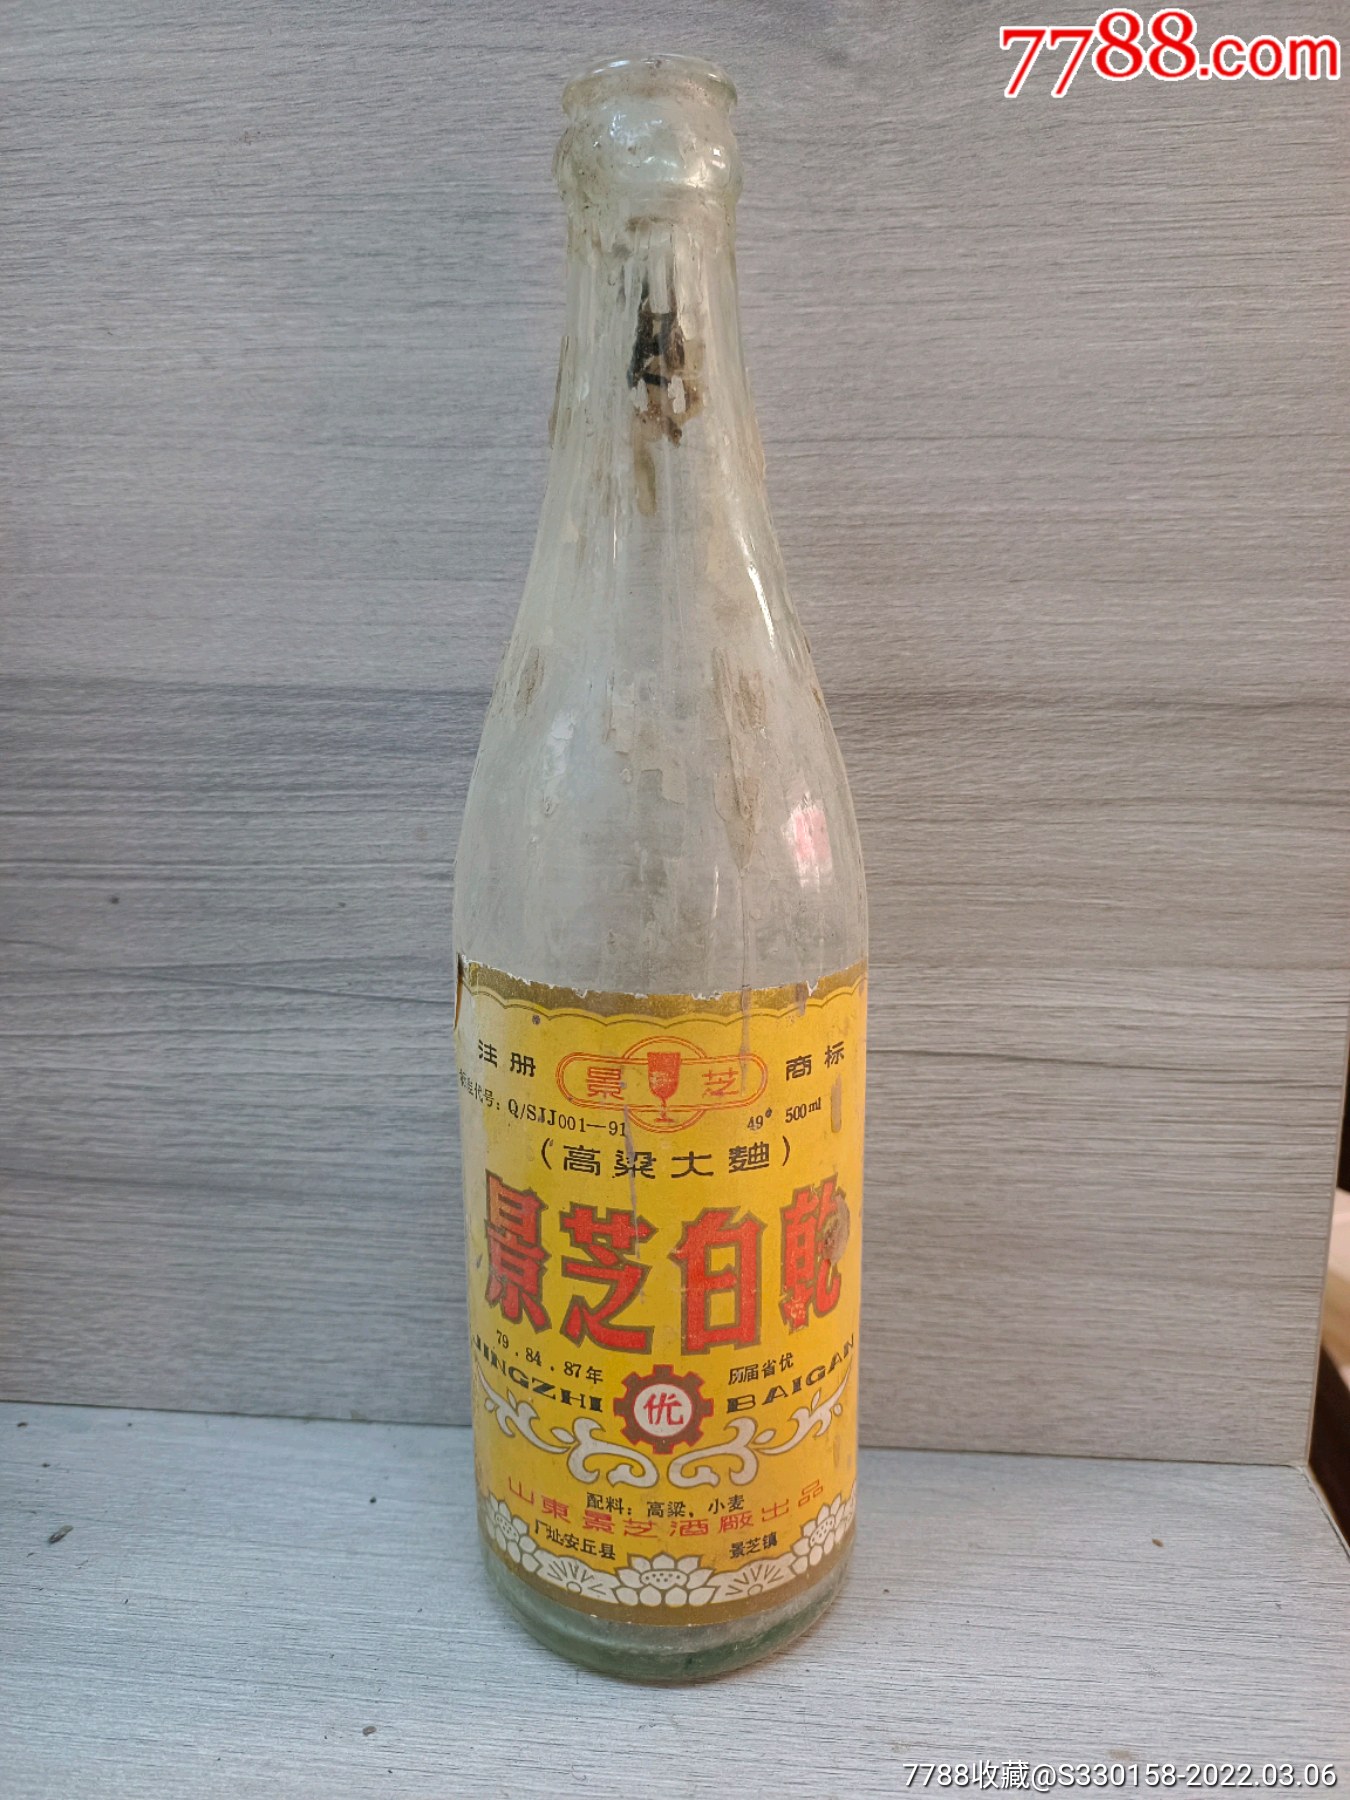 7788.com
注册 景芝 商标
标准代号：Q/SJJ001—91 49° 500ml
（高粱大麯）
景芝白乾
79．84．87年 历届省优
JINGZHI 优 BAIGAN
配料：高粱，小麦
山東景芝酒厰出品
厂址安丘县 景芝镇
7788收藏@S330158-2022.03.06